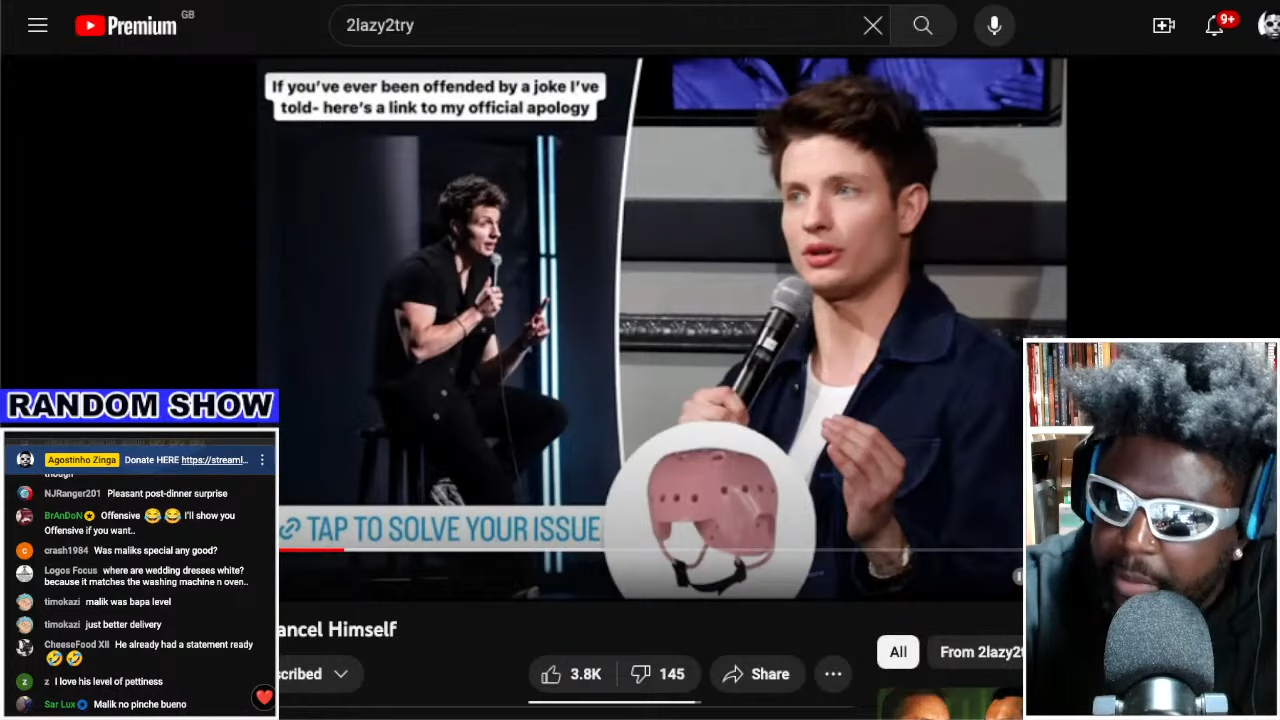 Premium
GB
2lazy2try
9+
If you've ever been offended by a joke I've
told- here's a link to my official apology
TAP TO SOLVE YOUR ISSUE
RANDOM SHOW
Agostinho Zinga Donate HERE https://streaml...
though
NJRanger201 Pleasant post-dinner surprise
BrAnDoN Offensive 😂 😂 I'll show you
Offensive if you want..
crash1984 Was maliks special any good?
Logos Focus where are wedding dresses white?
because it matches the washing machine n oven..
timokazi malik was bapa level
timokazi just better delivery
CheeseFood XII He already had a statement ready
🤣 🤣
z I love his level of pettiness
Sar Lux Malik no pinche bueno
ancel Himself
cribed
3.8K
145
Share
All
From 2lazy2t